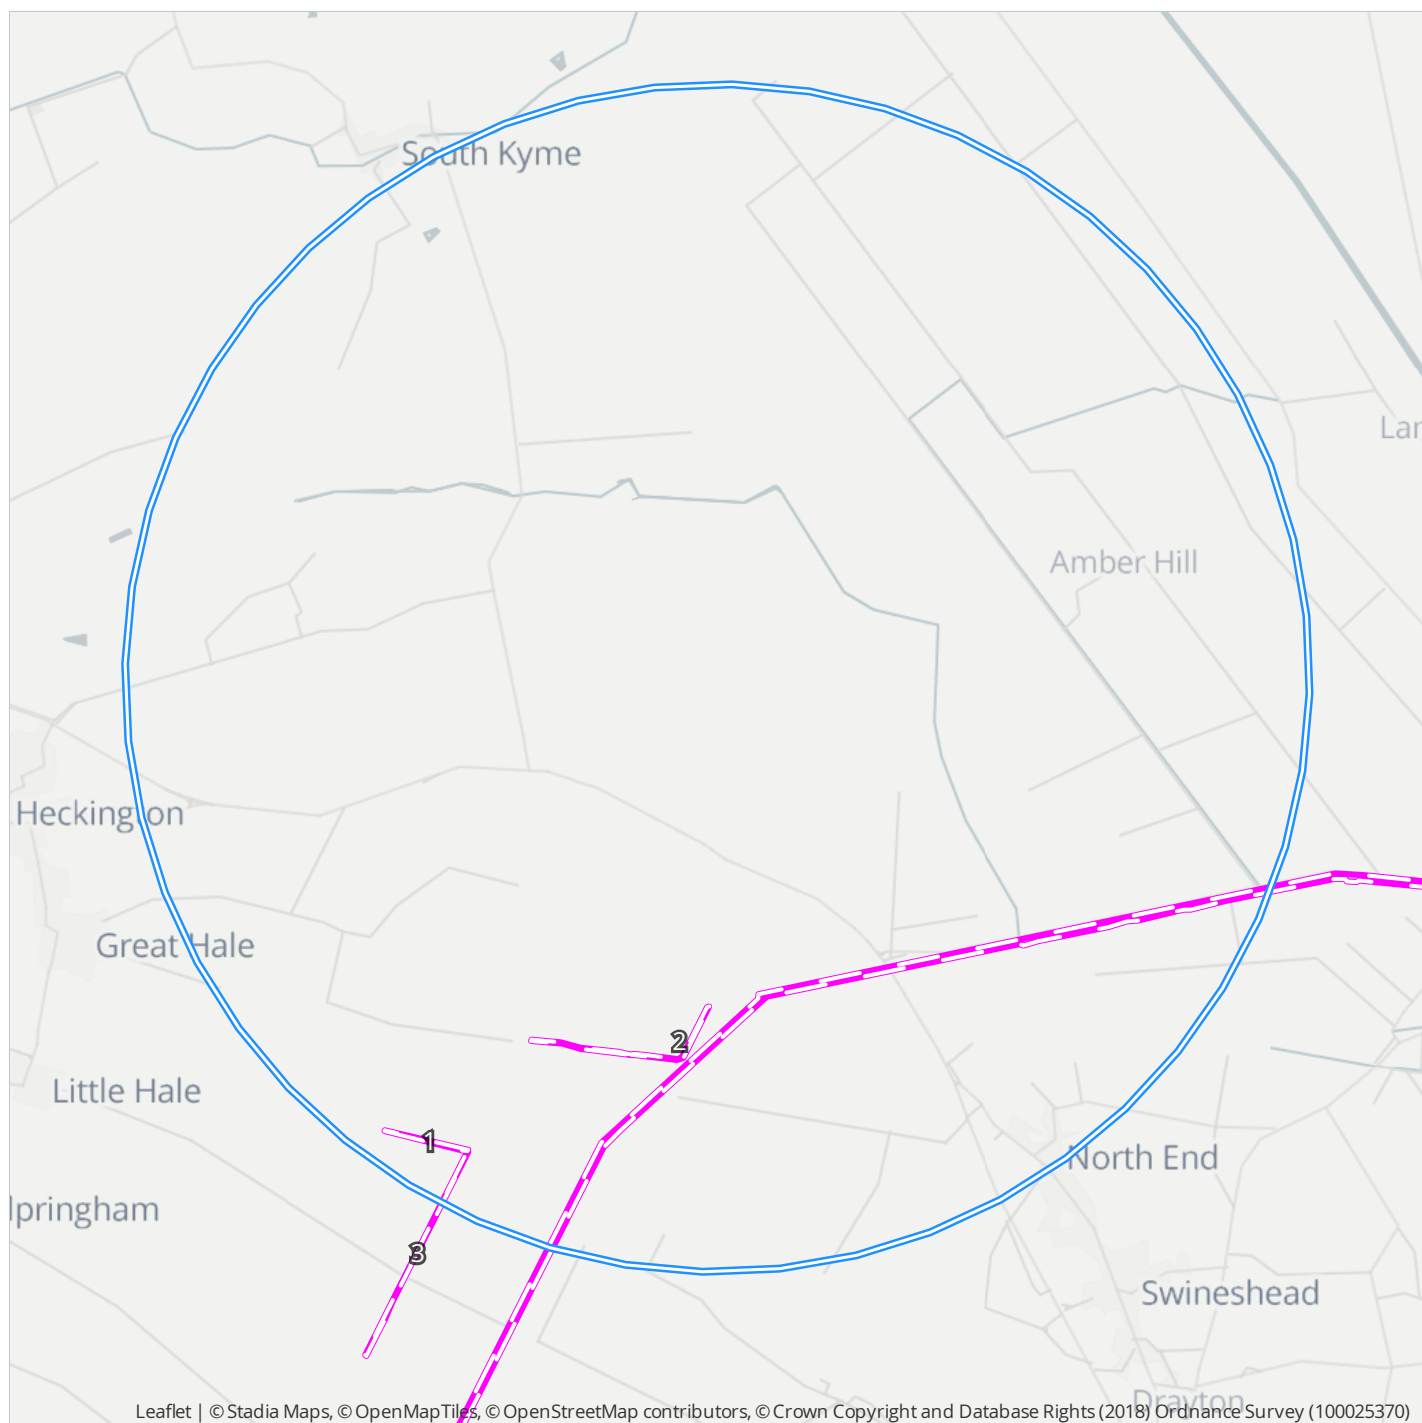 South Kyme
Lar
Amber Hill
Heckington
Great Hale
2
Little Hale
1
North End
lpringham
3
Swineshead
Drayton
Leaflet | © Stadia Maps, © OpenMapTiles, © OpenStreetMap contributors, © Crown Copyright and Database Rights (2018) Ordnance Survey (100025370)